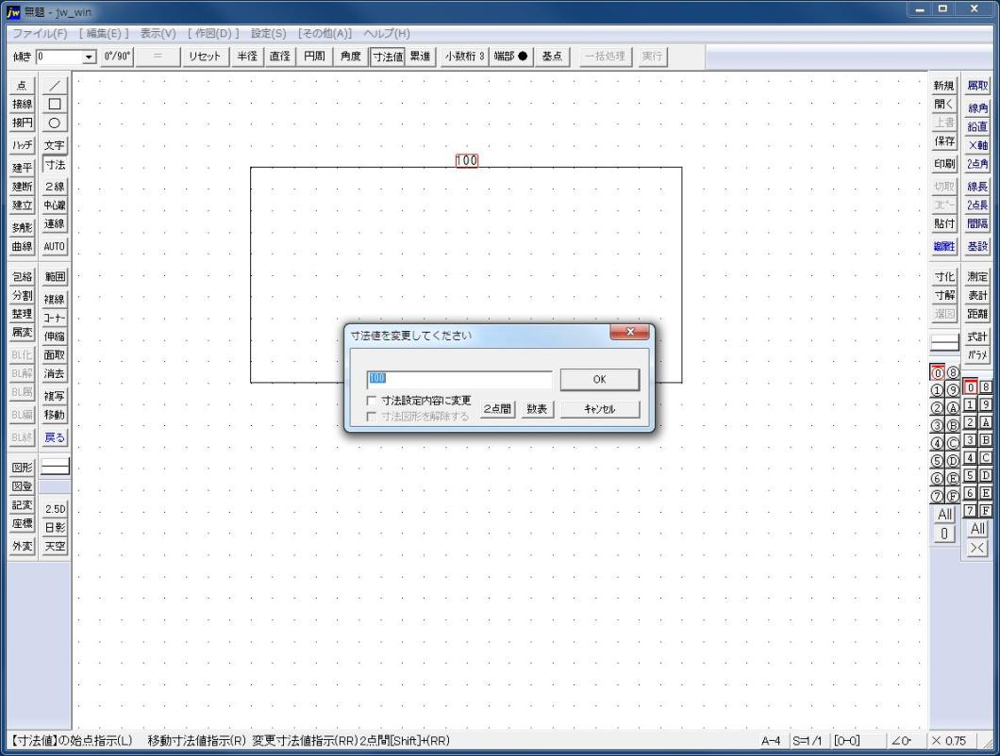 無題 - jw_win
ファイル(F) [編集(E)] 表示(V) [作図(D)] 設定(S) [その他(A)] ヘルプ(H)
傾き 0 0°/90° = リセット 半径 直径 円周 角度 寸法値 累進 小数桁 3 端部 ● 基点 一括処理 実行
点 ／ 新規 属取
接線 □ 開く 線角
接円 ○ 上書 鉛直
ハッチ 文字 保存 X軸
建平 寸法 印刷 2点角
建断 2線 切取 線長
建立 中心線 コピー 2点長
多角形 連線 貼付 間隔
曲線 AUTO 線属性 基設
包絡 範囲 寸化 測定
分割 複線 寸解 表計
整理 コーナー 選図 距離
属変 伸縮 式計
BL化 面取 パラメ
BL解 消去
BL属 複写
BL編 移動
BL終 戻る
図形
図登
記変 2.5D
座標 日影
外変 天空
100
寸法値を変更してください
100
OK
寸法設定内容に変更
寸法図形を解除する
2点間 数表 キャンセル
0 8 0 8
1 9 1 9
2 A 2 A
3 B 3 B
4 C 4 C
5 D 5 D
6 E 6 E
7 F 7 F
All All
0 ><
【寸法値】の始点指示(L) 移動寸法値指示(R) 変更寸法値指示(RR) 2点間[Shift]+(RR)
A-4 S=1/1 [0-0] ∠0 × 0.75